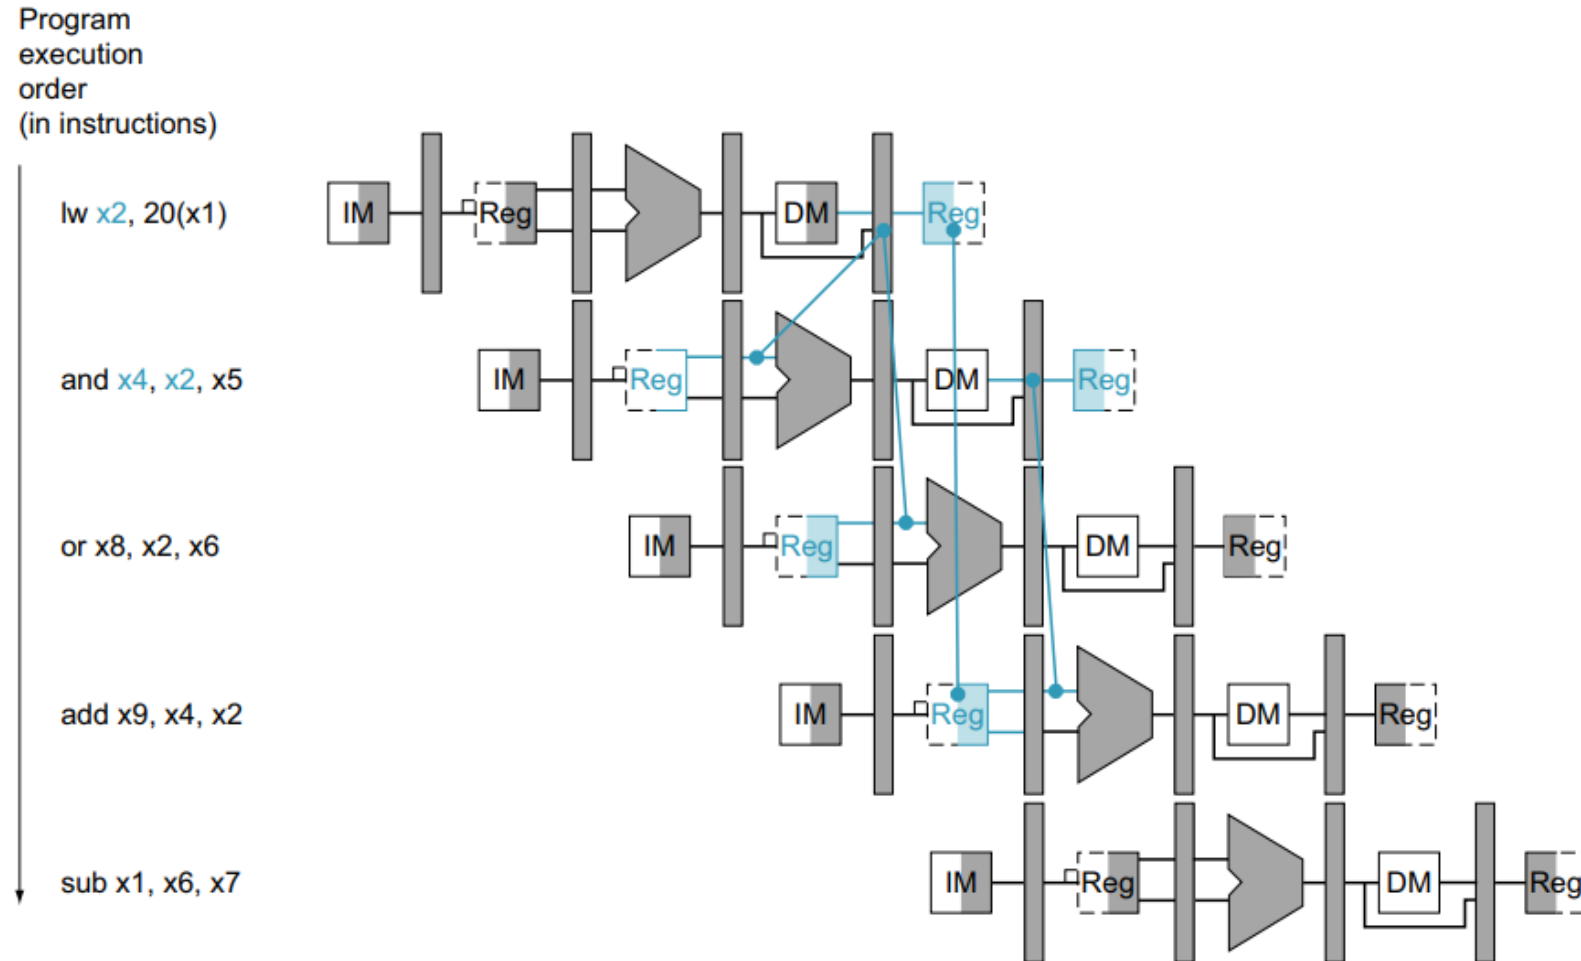 Program
execution
order
(in instructions)
lw x2, 20(x1)
IM Reg DM Reg
and x4, x2, x5
IM Reg DM Reg
or x8, x2, x6
IM Reg DM Reg
add x9, x4, x2
IM Reg DM Reg
sub x1, x6, x7
IM Reg DM Reg